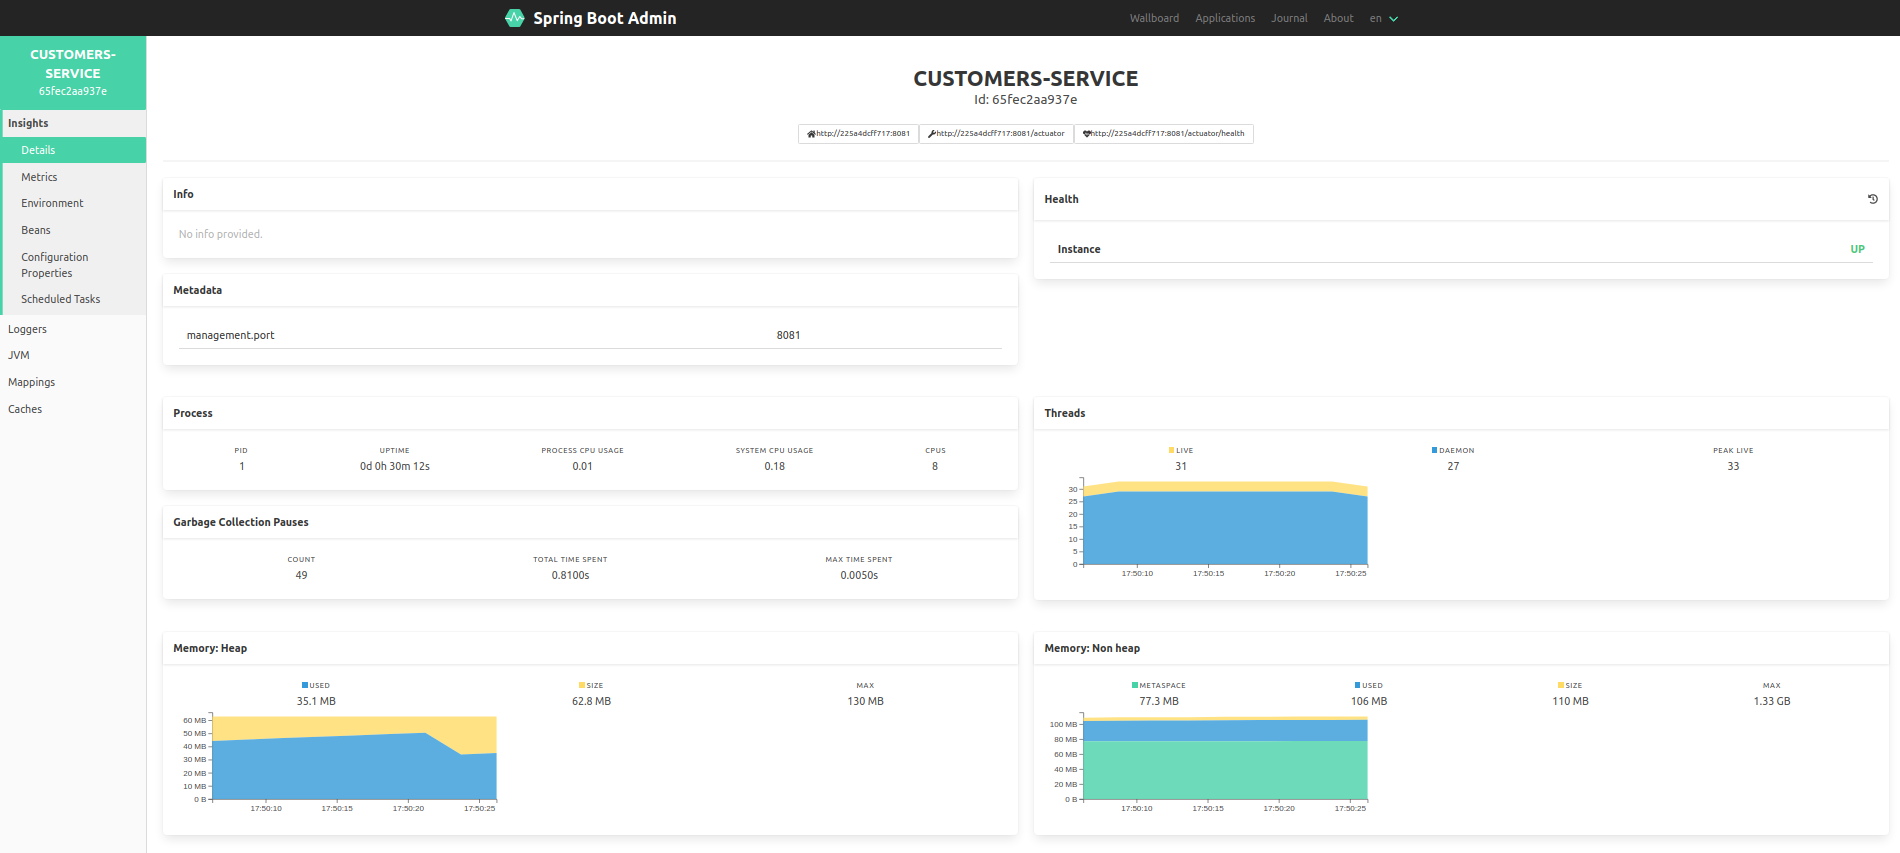 Spring Boot Admin
Wallboard Applications Journal About en
CUSTOMERS-
SERVICE
65fec2aa937e
Insights
Details
Metrics
Environment
Beans
Configuration
Properties
Scheduled Tasks
Loggers
JVM
Mappings
Caches
CUSTOMERS-SERVICE
Id: 65fec2aa937e
http://225a4dcff717:8081 http://225a4dcff717:8081/actuator http://225a4dcff717:8081/actuator/health
Info
No info provided.
Health
Instance UP
Metadata
management.port 8081
Process
PID UPTIME PROCESS CPU USAGE SYSTEM CPU USAGE CPUS
1 0d 0h 30m 12s 0.01 0.18 8
Threads
LIVE DAEMON PEAK LIVE
31 27 33
30
25
20
15
10
5
0
17:50:10 17:50:15 17:50:20 17:50:25
Garbage Collection Pauses
COUNT TOTAL TIME SPENT MAX TIME SPENT
49 0.8100s 0.0050s
Memory: Heap
USED SIZE MAX
35.1 MB 62.8 MB 130 MB
60 MB
50 MB
40 MB
30 MB
20 MB
10 MB
0 B
17:50:10 17:50:15 17:50:20 17:50:25
Memory: Non heap
METASPACE USED SIZE MAX
77.3 MB 106 MB 110 MB 1.33 GB
100 MB
80 MB
60 MB
40 MB
20 MB
0 B
17:50:10 17:50:15 17:50:20 17:50:25